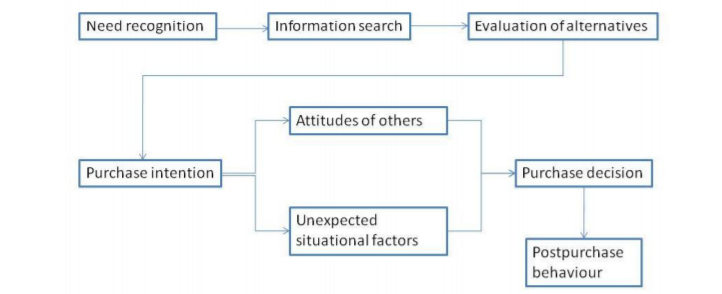 Need recognition
Information search
Evaluation of alternatives
Attitudes of others
Purchase intention
Purchase decision
Unexpected
situational factors
Postpurchase
behaviour